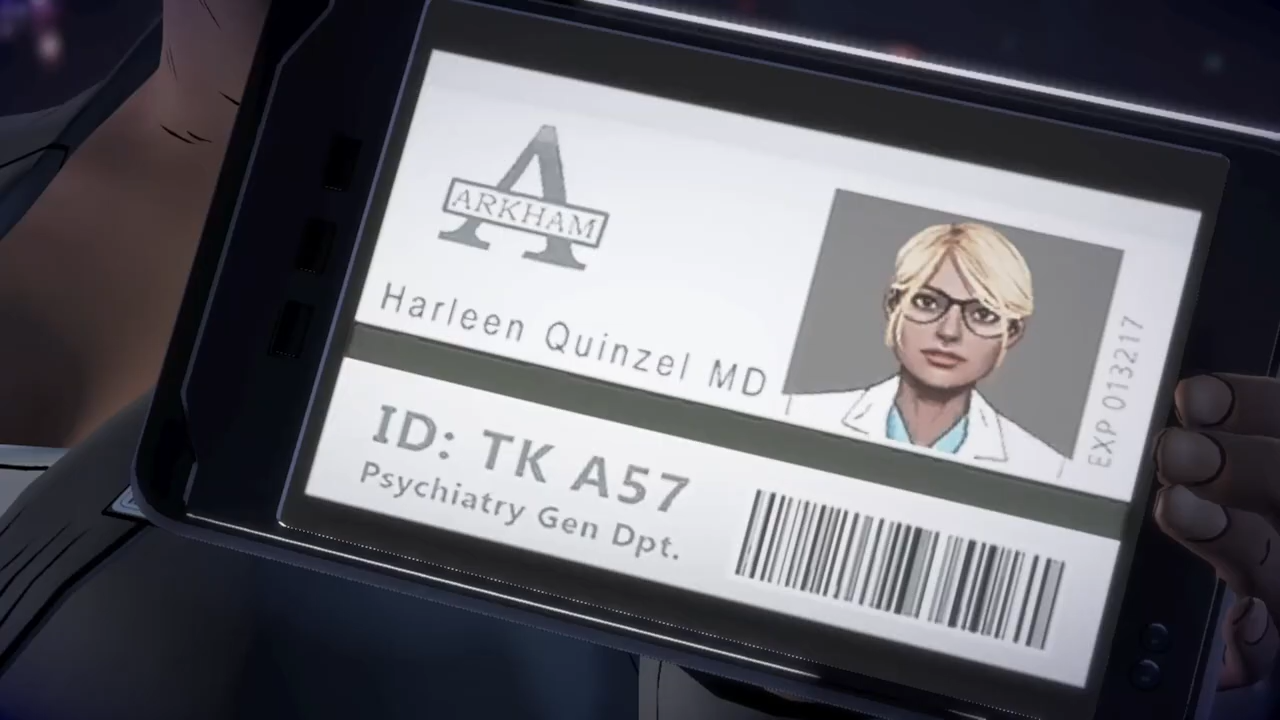 ARKHAM
Harleen Quinzel MD
EXP 013217
ID: TK A57
Psychiatry Gen Dpt.